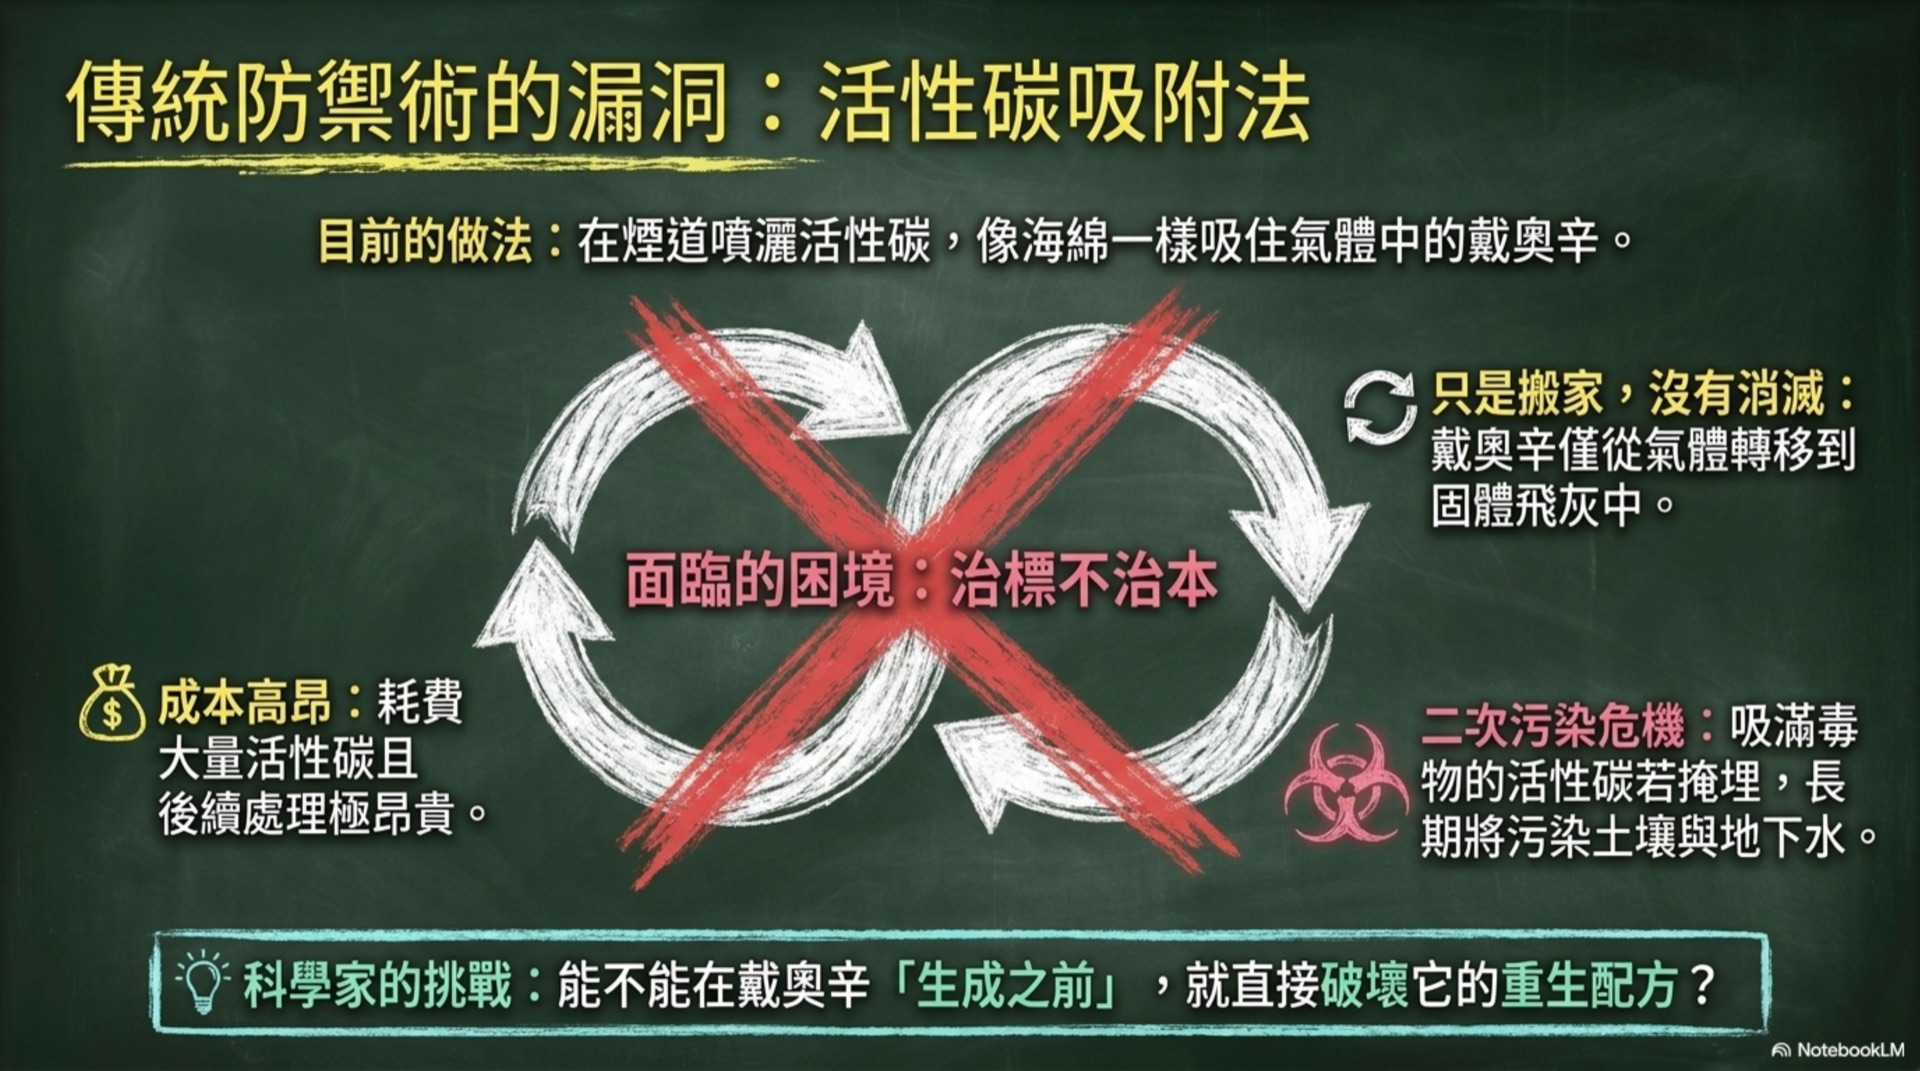 傳統防禦術的漏洞：活性碳吸附法
目前的做法：在煙道噴灑活性碳，像海綿一樣吸住氣體中的戴奧辛。
只是搬家，沒有消滅：
戴奧辛僅從氣體轉移到
固體飛灰中。
面臨的困境：治標不治本
成本高昂：耗費
大量活性碳且
後續處理極昂貴。
二次污染危機：吸滿毒
物的活性碳若掩埋，長
期將污染土壤與地下水。
科學家的挑戰：能不能在戴奧辛「生成之前」，就直接破壞它的重生配方？
NotebookLM